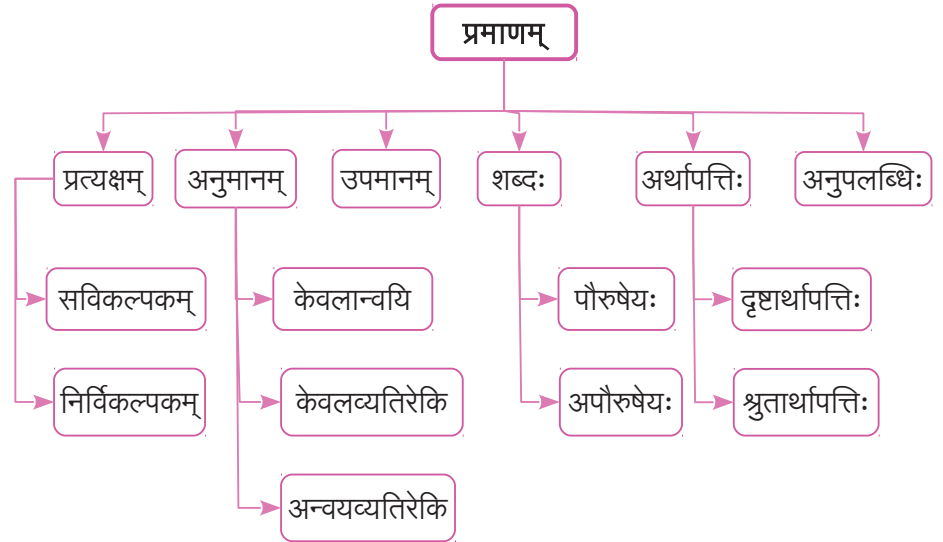 प्रमाणम्
प्रत्यक्षम्
अनुमानम्
उपमानम्
शब्दः
अर्थापत्तिः
अनुपलब्धिः
सविकल्पकम्
केवलान्वयि
पौरुषेयः
दृष्टार्थापत्तिः
निर्विकल्पकम्
केवलव्यतिरेकि
अपौरुषेयः
श्रुतार्थापत्तिः
अन्वयव्यतिरेकि